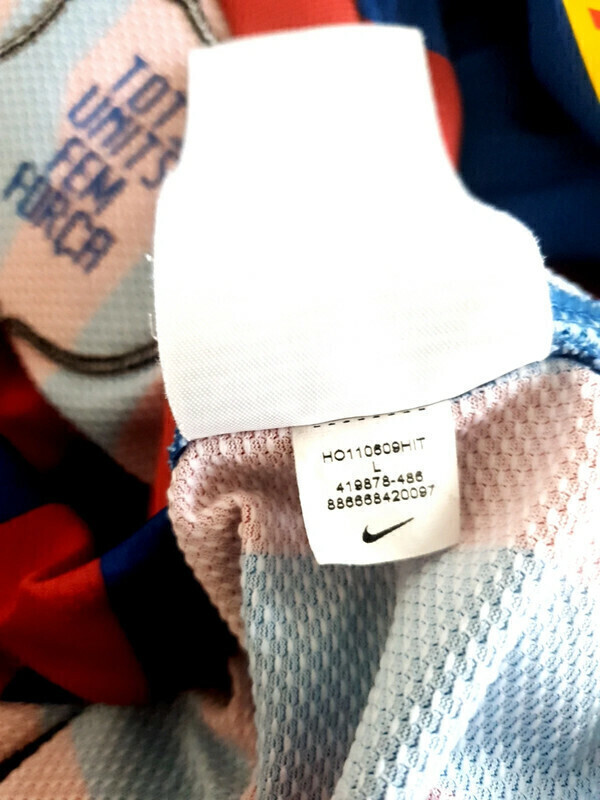 TOT
UNITS
FEM
FORÇA
HO110609HIT
L
419878-486
886668420097